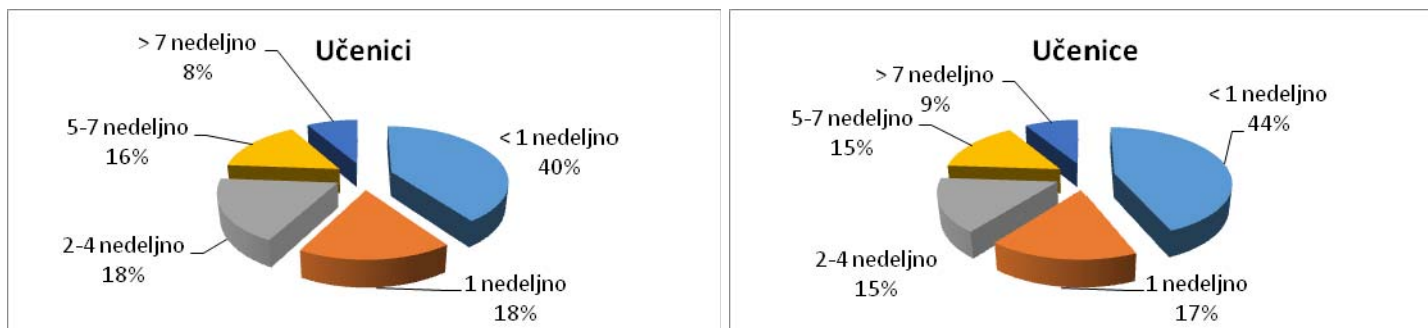 Učenici
> 7 nedeljno
8%
5-7 nedeljno
16%
< 1 nedeljno
40%
2-4 nedeljno
18%
1 nedeljno
18%
Učenice
> 7 nedeljno
9%
< 1 nedeljno
44%
5-7 nedeljno
15%
2-4 nedeljno
15%
1 nedeljno
17%